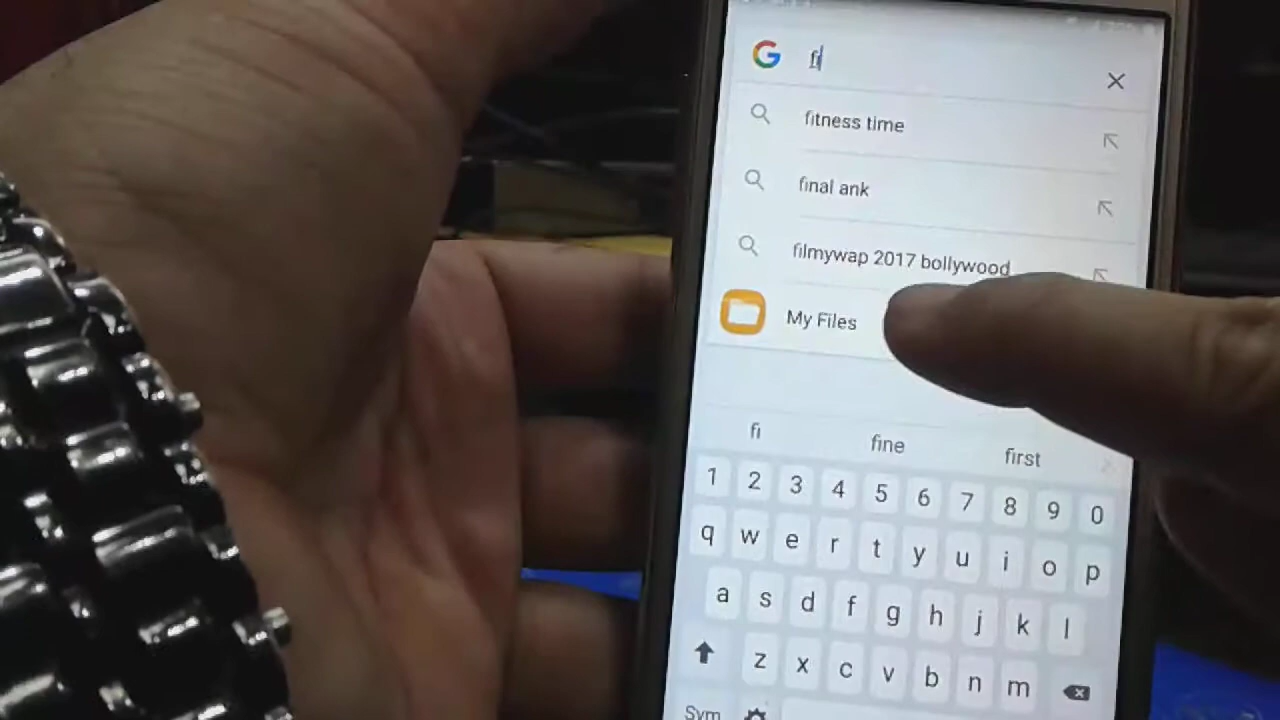 fi
fitness time
final ank
filmywap 2017 bollywood
My Files
fi fine first
1 2 3 4 5 6 7 8 9 0
q w e r t y u i o p
a s d f g h j k l
z x c v b n m
Sym